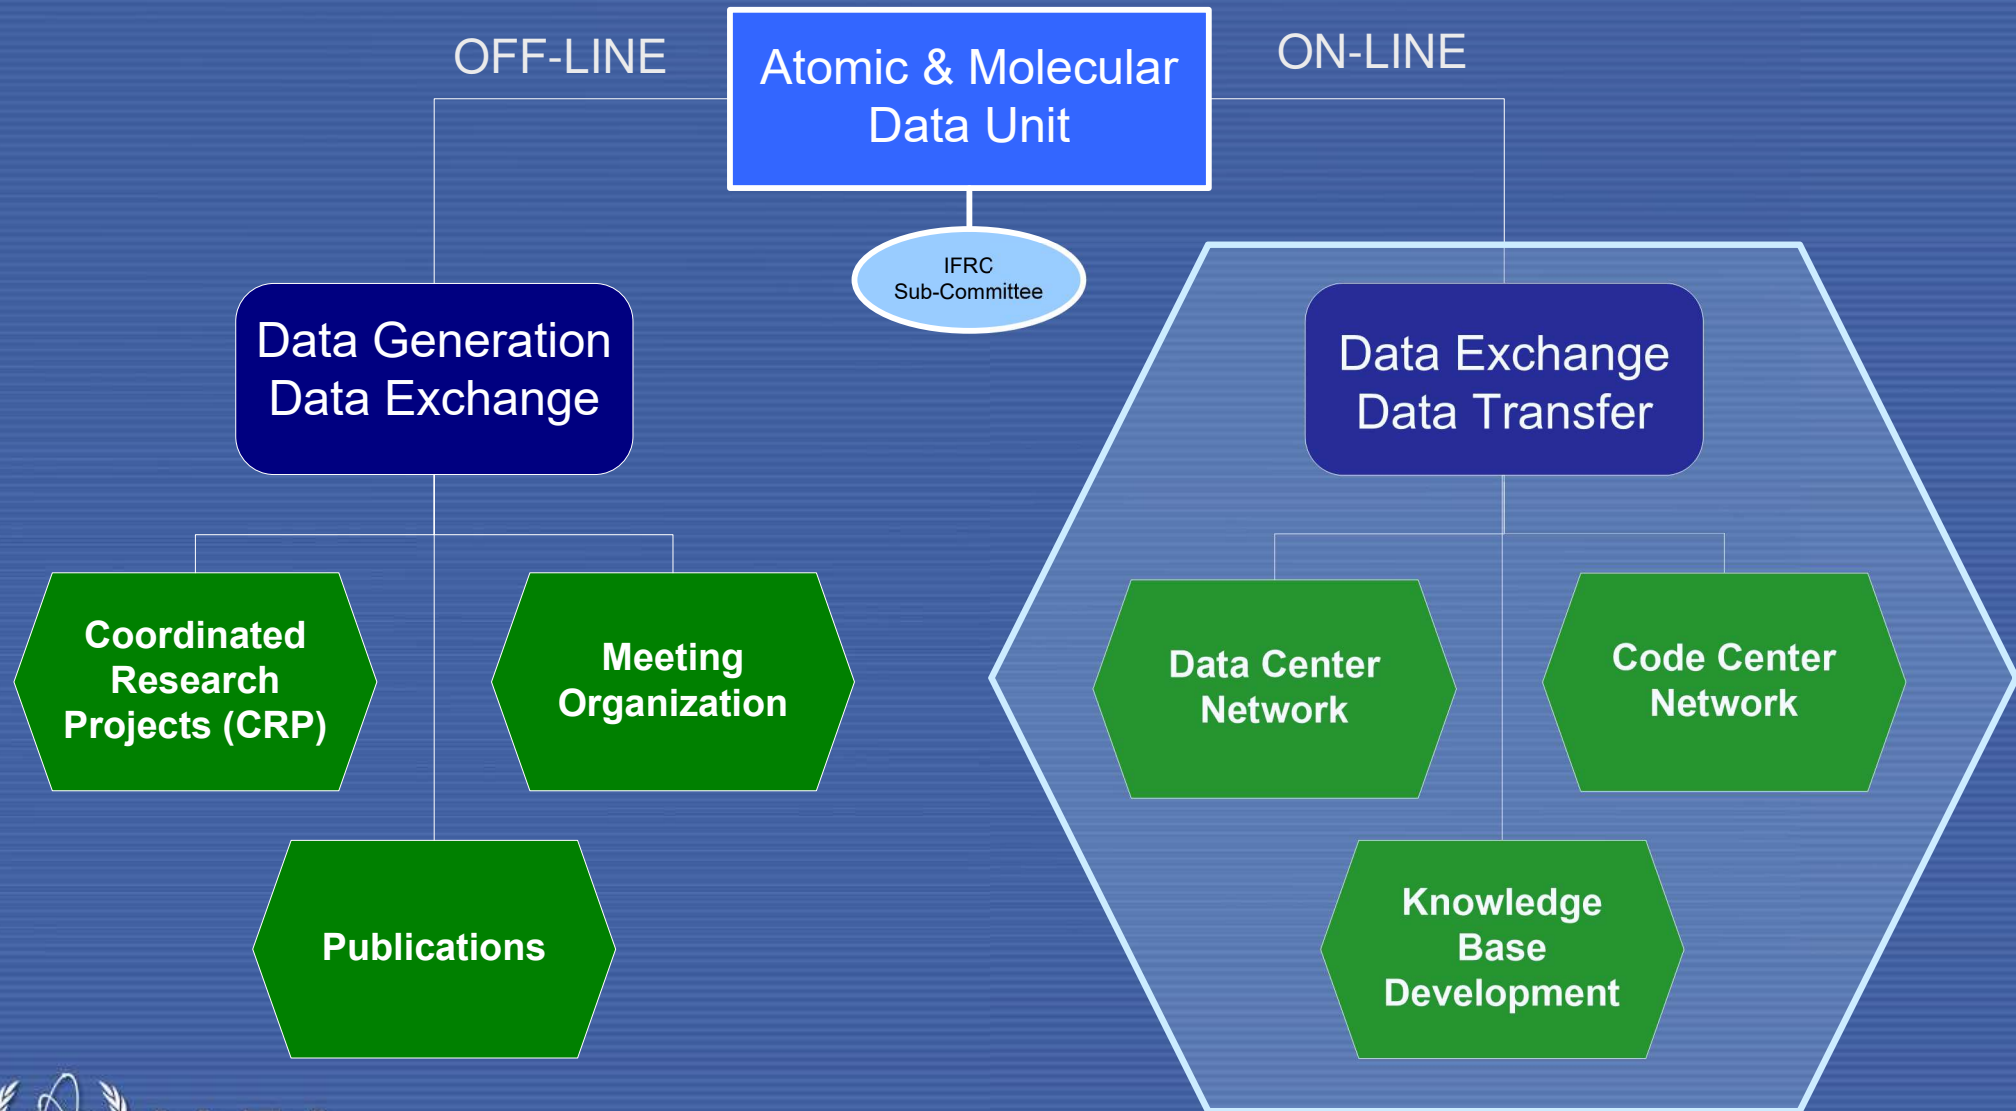 OFF-LINE
Atomic & Molecular
Data Unit
ON-LINE
IFRC
Sub-Committee
Data Generation
Data Exchange
Data Exchange
Data Transfer
Coordinated
Research
Projects (CRP)
Meeting
Organization
Publications
Data Center
Network
Code Center
Network
Knowledge
Base
Development